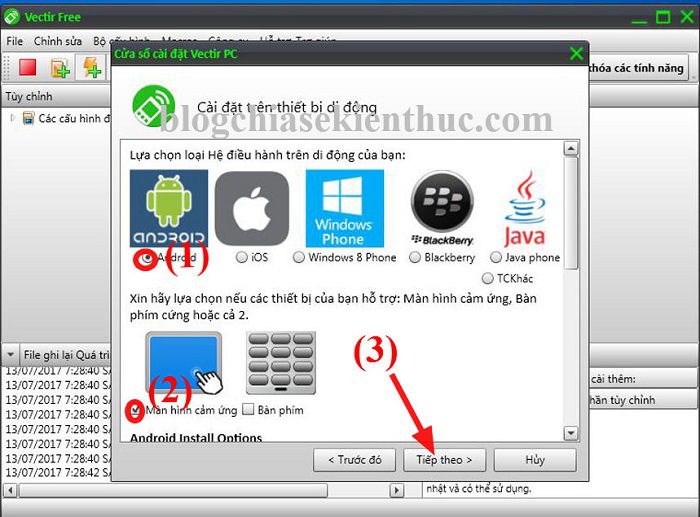 Vectir Free
File Chỉnh sửa Bộ cấu hình Macros Công cụ Hỗ trợ Trợ giúp
Cửa sổ cài đặt Vectir PC
khóa các tính năng
Tùy chỉnh
Các cấu hình đ
Cài đặt trên thiết bi di động
blogchiasekienthuc.com
Lựa chọn loại Hệ điều hành trên di động của bạn:
ANDROID
Windows Phone
BlackBerry
Java
Android (1) iOS Windows 8 Phone Blackberry Java phone
TCKhác
Xin hãy lựa chọn nếu các thiết bị của bạn hỗ trợ: Màn hình cảm ứng, Bàn
phím cứng hoặc cả 2.
(3)
(2)
Màn hình cảm ứng Bàn phím
Android Install Options
< Trước đó Tiếp theo > Hủy
File ghi lại Quá trì
cài thêm:
13/07/2017 7:28:40 SA
13/07/2017 7:28:40 SA
13/07/2017 7:28:40 SA
13/07/2017 7:28:40
13/07/2017 7:28:40 SA
13/07/2017 7:28:40 SA
13/07/2017 7:28:40 SA
13/07/2017 7:28:42 SA
hần tùy chỉnh
nhật và có thể sử dụng.